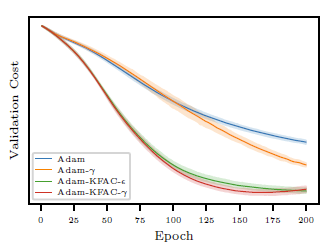 Validation Cost
Adam
Adam-γ
Adam-KFAC-ϵ
Adam-KFAC-γ
0 25 50 75 100 125 150 175 200
Epoch